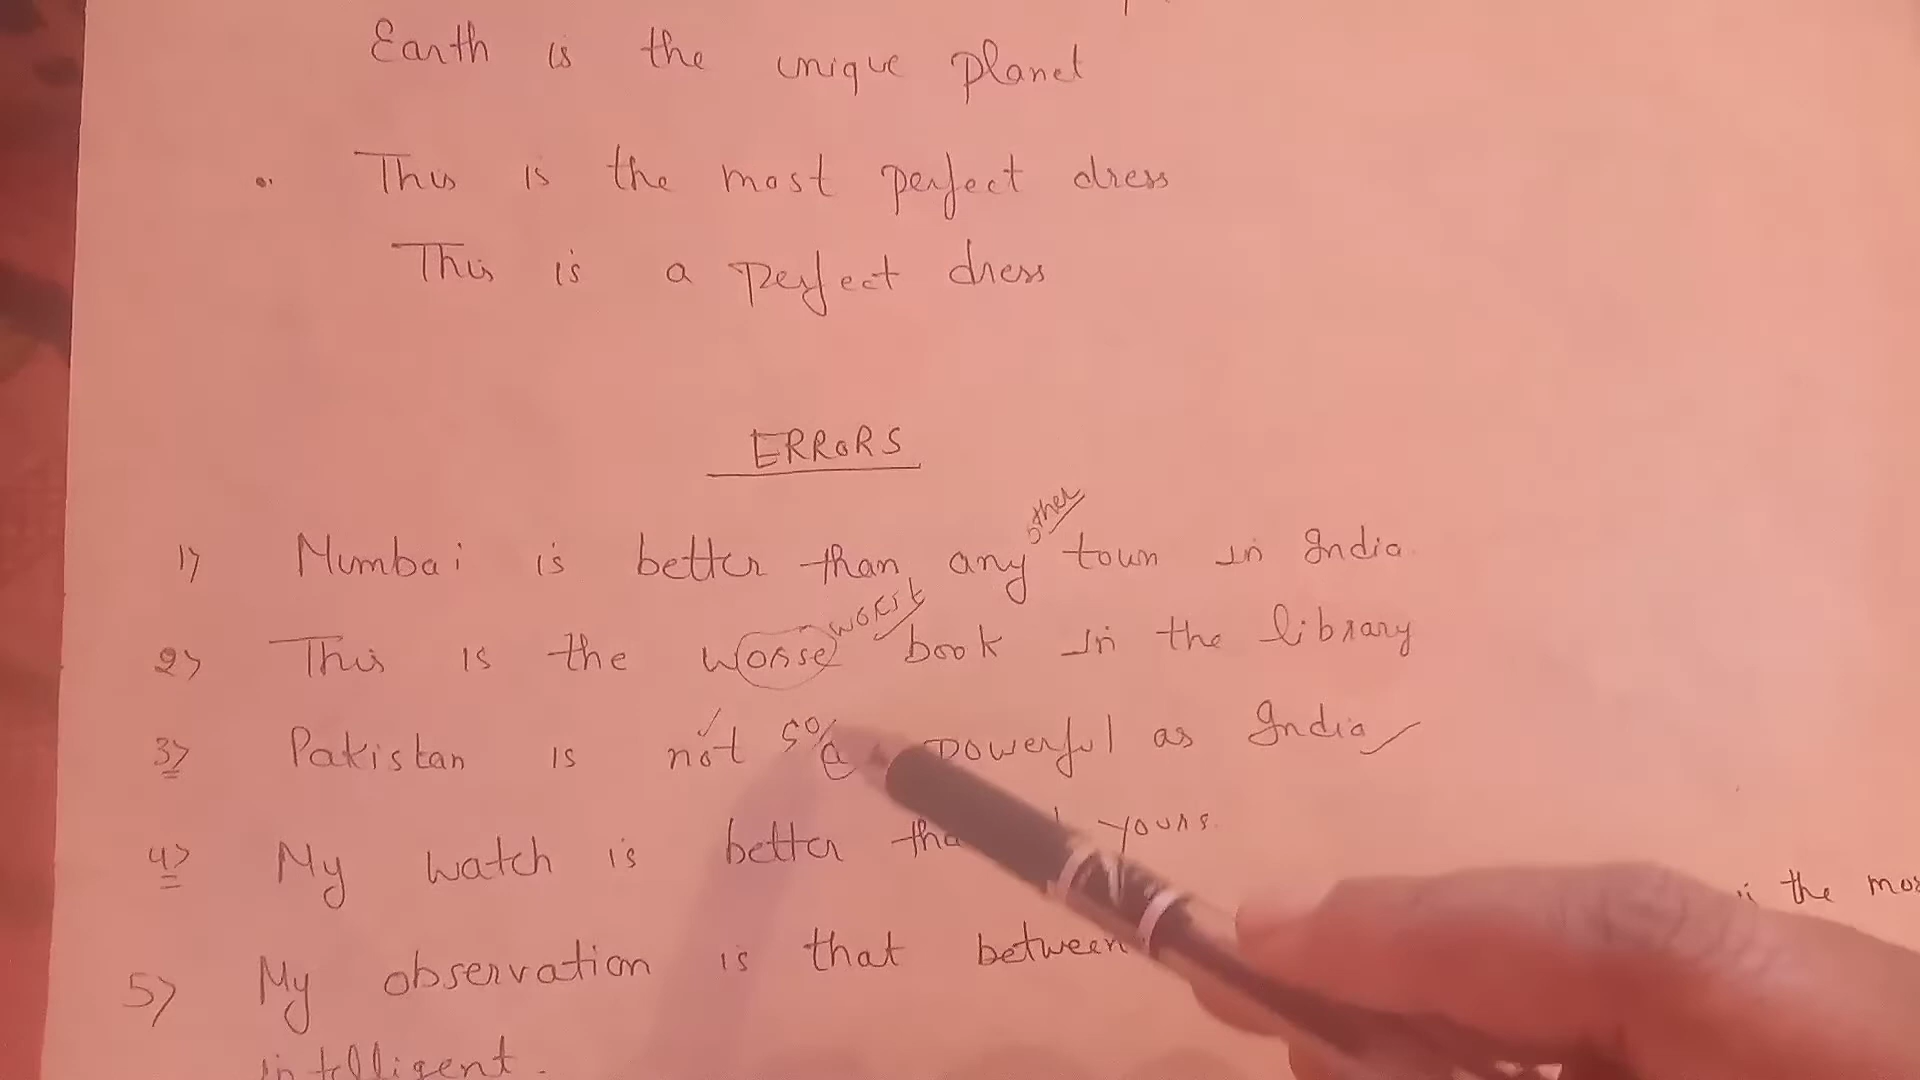 Earth is the unique planet
This is the most perfect dress
This is a perfect dress
ERRORS
1) Mumbai is better than any other town in India
2) This is the worse worst book in the library
3) Pakistan is not so powerful as India
4) My watch is better yours.
5) My observation is that between
is the
intelligent.